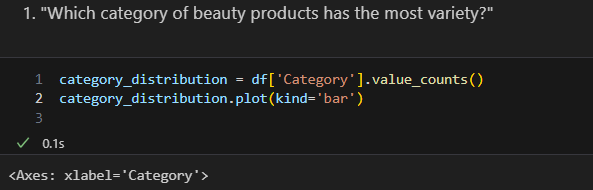 1. "Which category of beauty products has the most variety?"
1 category_distribution = df['Category'].value_counts()
2 category_distribution.plot(kind='bar')
3
0.1s
<Axes: xlabel='Category'>